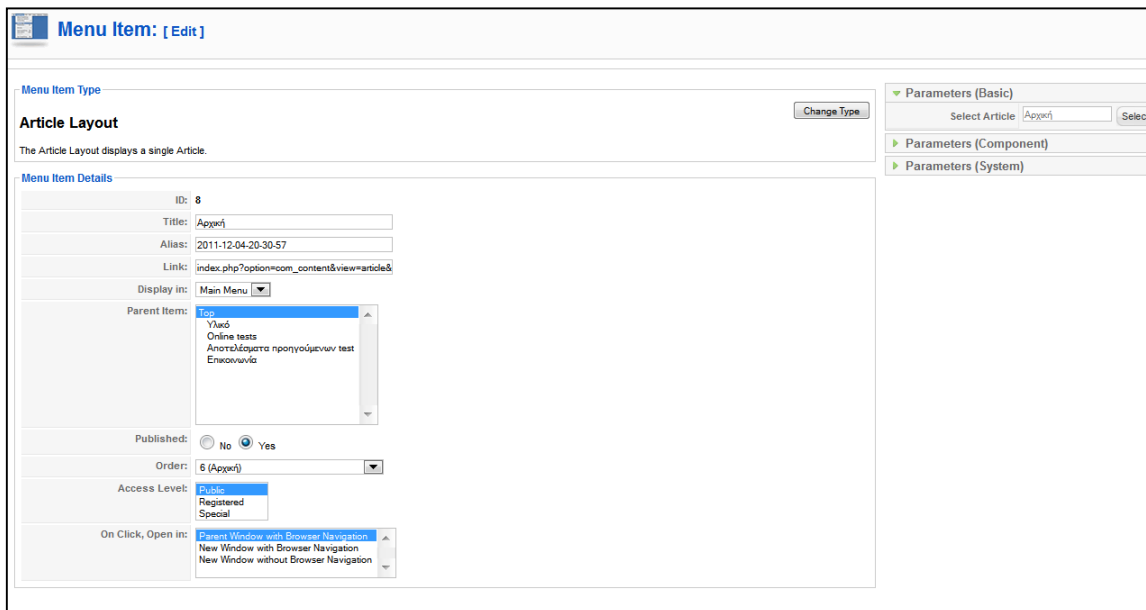 Menu Item: [ Edit ]
Menu Item Type
Change Type
Article Layout
The Article Layout displays a single Article.
Menu Item Details
ID: 8
Title: Αρχική
Alias: 2011-12-04-20-30-57
Link: index.php?option=com_content&view=article&
Display in: Main Menu
Parent Item: Top
Υλικό
Online tests
Αποτελέσματα προηγούμενων test
Επικοινωνία
Published: No Yes
Order: 6 (Αρχική)
Access Level: Public
Registered
Special
On Click, Open in: Parent Window with Browser Navigation
New Window with Browser Navigation
New Window without Browser Navigation
Parameters (Basic)
Select Article Αρχική Selec
Parameters (Component)
Parameters (System)